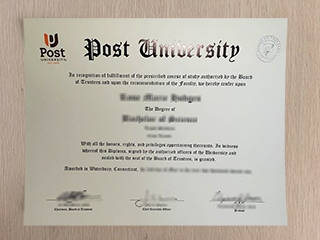 Post
UNIVERSITY
Post University
In recognition of fulfillment of the prescribed course of study authorized by the Board
of Trustees and upon the recommendation of the Faculty, we hereby confer upon
The Degree of
Bachelor of Science
With all the honors, rights, and privileges appertaining thereunto. In witness
whereof this Diploma, signed by the authorized officers of the University and
sealed with the seal of the Board of Trustees, is granted.
Awarded in Waterbury, Connecticut,
Chairman, Board of Trustees
Chief Executive Officer
President